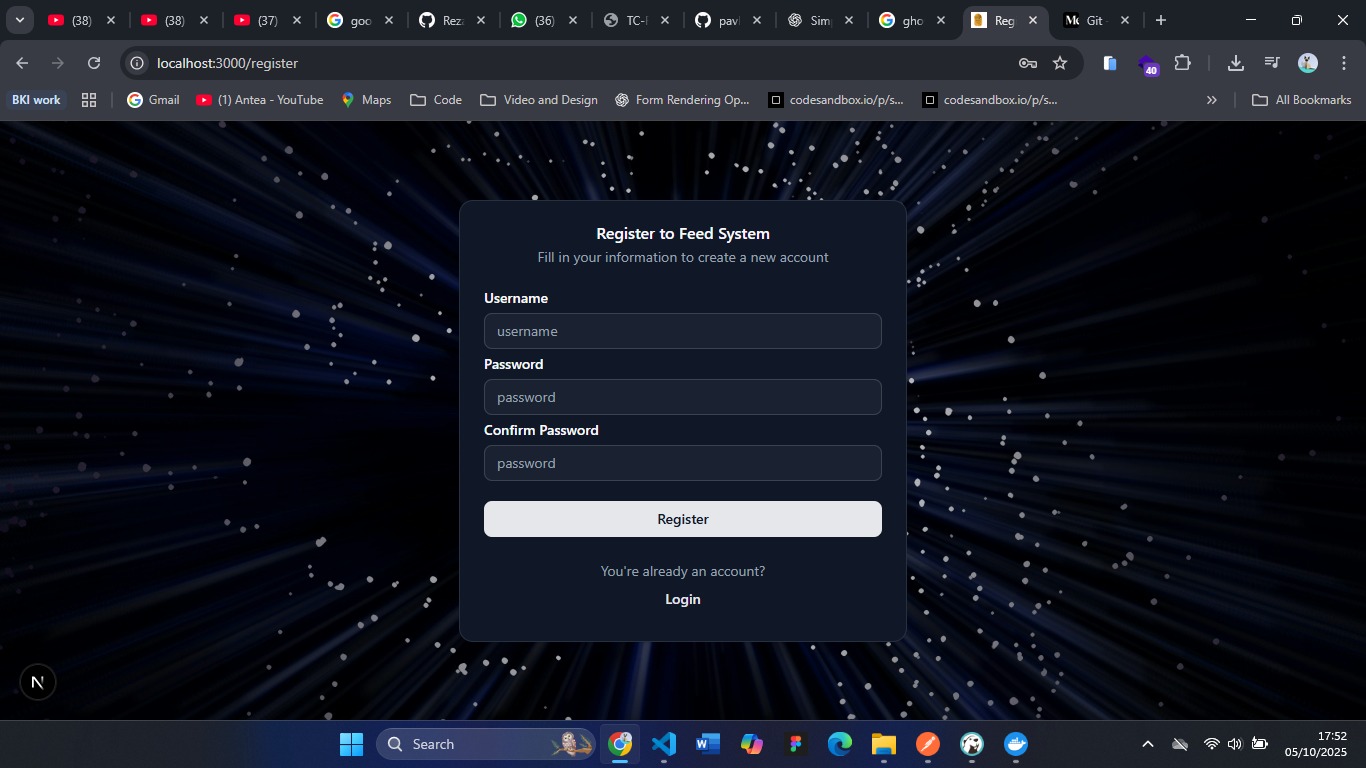 (38)
(38)
(37)
goo
Reza
(36)
TC-
pavl
Sim
gho
Reg
Git -
localhost:3000/register
40
BKI work
Gmail
(1) Antea - YouTube
Maps
Code
Video and Design
Form Rendering Op...
codesandbox.io/p/s...
codesandbox.io/p/s...
All Bookmarks
Register to Feed System
Fill in your information to create a new account
Username
username
Password
password
Confirm Password
password
Register
You're already an account?
Login
N
Search
17:52
05/10/2025